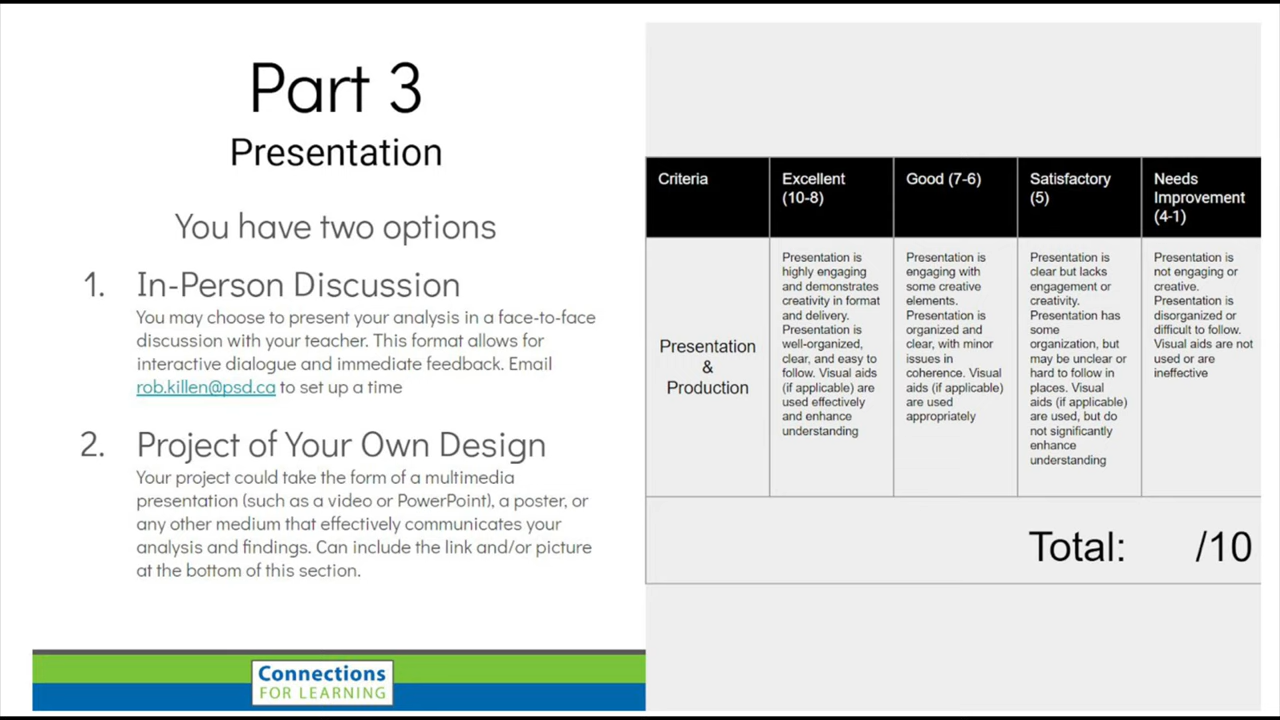 Part 3
Presentation
You have two options
1. In-Person Discussion
You may choose to present your analysis in a face-to-face
discussion with your teacher. This format allows for
interactive dialogue and immediate feedback. Email
rob.killen@psd.ca to set up a time
2. Project of Your Own Design
Your project could take the form of a multimedia
presentation (such as a video or PowerPoint), a poster, or
any other medium that effectively communicates your
analysis and findings. Can include the link and/or picture
at the bottom of this section.
Connections
FOR LEARNING
Criteria
Excellent
(10-8)
Good (7-6)
Satisfactory
(5)
Needs
Improvement
(4-1)
Presentation
&
Production
Presentation is
highly engaging
and demonstrates
creativity in format
and delivery.
Presentation is
well-organized,
clear, and easy to
follow. Visual aids
(if applicable) are
used effectively
and enhance
understanding
Presentation is
engaging with
some creative
elements.
Presentation is
organized and
clear, with minor
issues in
coherence. Visual
aids (if applicable)
are used
appropriately
Presentation is
clear but lacks
engagement or
creativity.
Presentation has
some
organization, but
may be unclear or
hard to follow in
places. Visual
aids (if applicable)
are used, but do
not significantly
enhance
understanding
Presentation is
not engaging or
creative.
Presentation is
disorganized or
difficult to follow.
Visual aids are not
used or are
ineffective
Total: /10